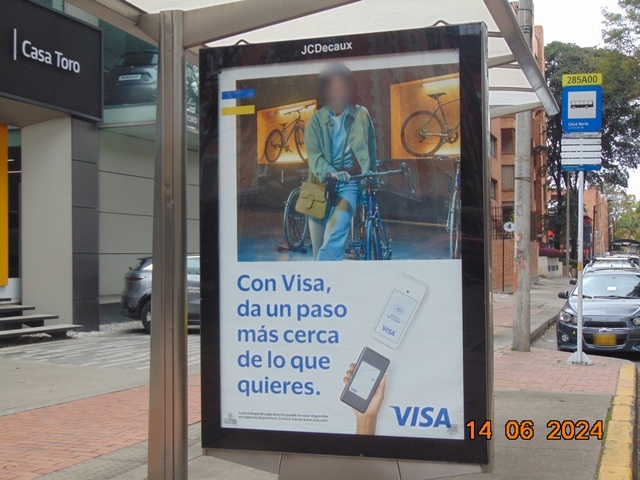 JCDecaux
Casa Toro
285A00
Con Visa,
da un paso
más cerca
de lo que
quieres.
VISA
VISA
14 06 2024